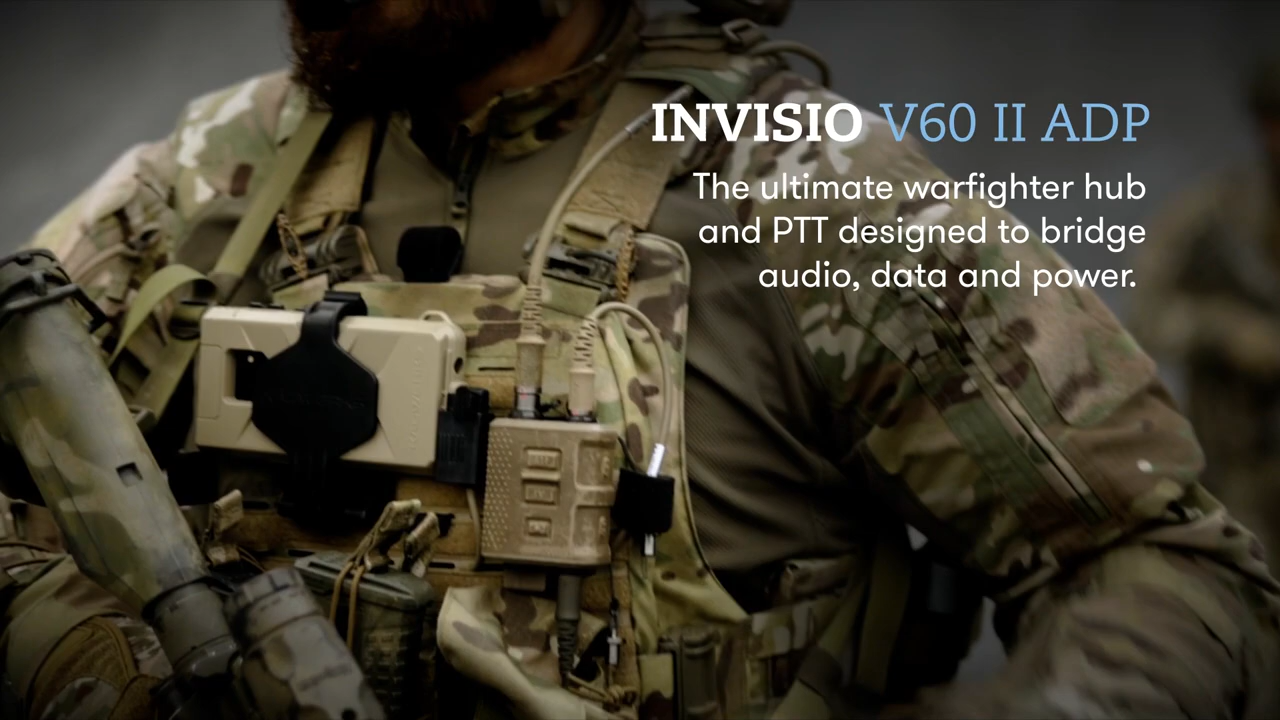 INVISIO V60 II ADP
The ultimate warfighter hub
and PTT designed to bridge
audio, data and power.